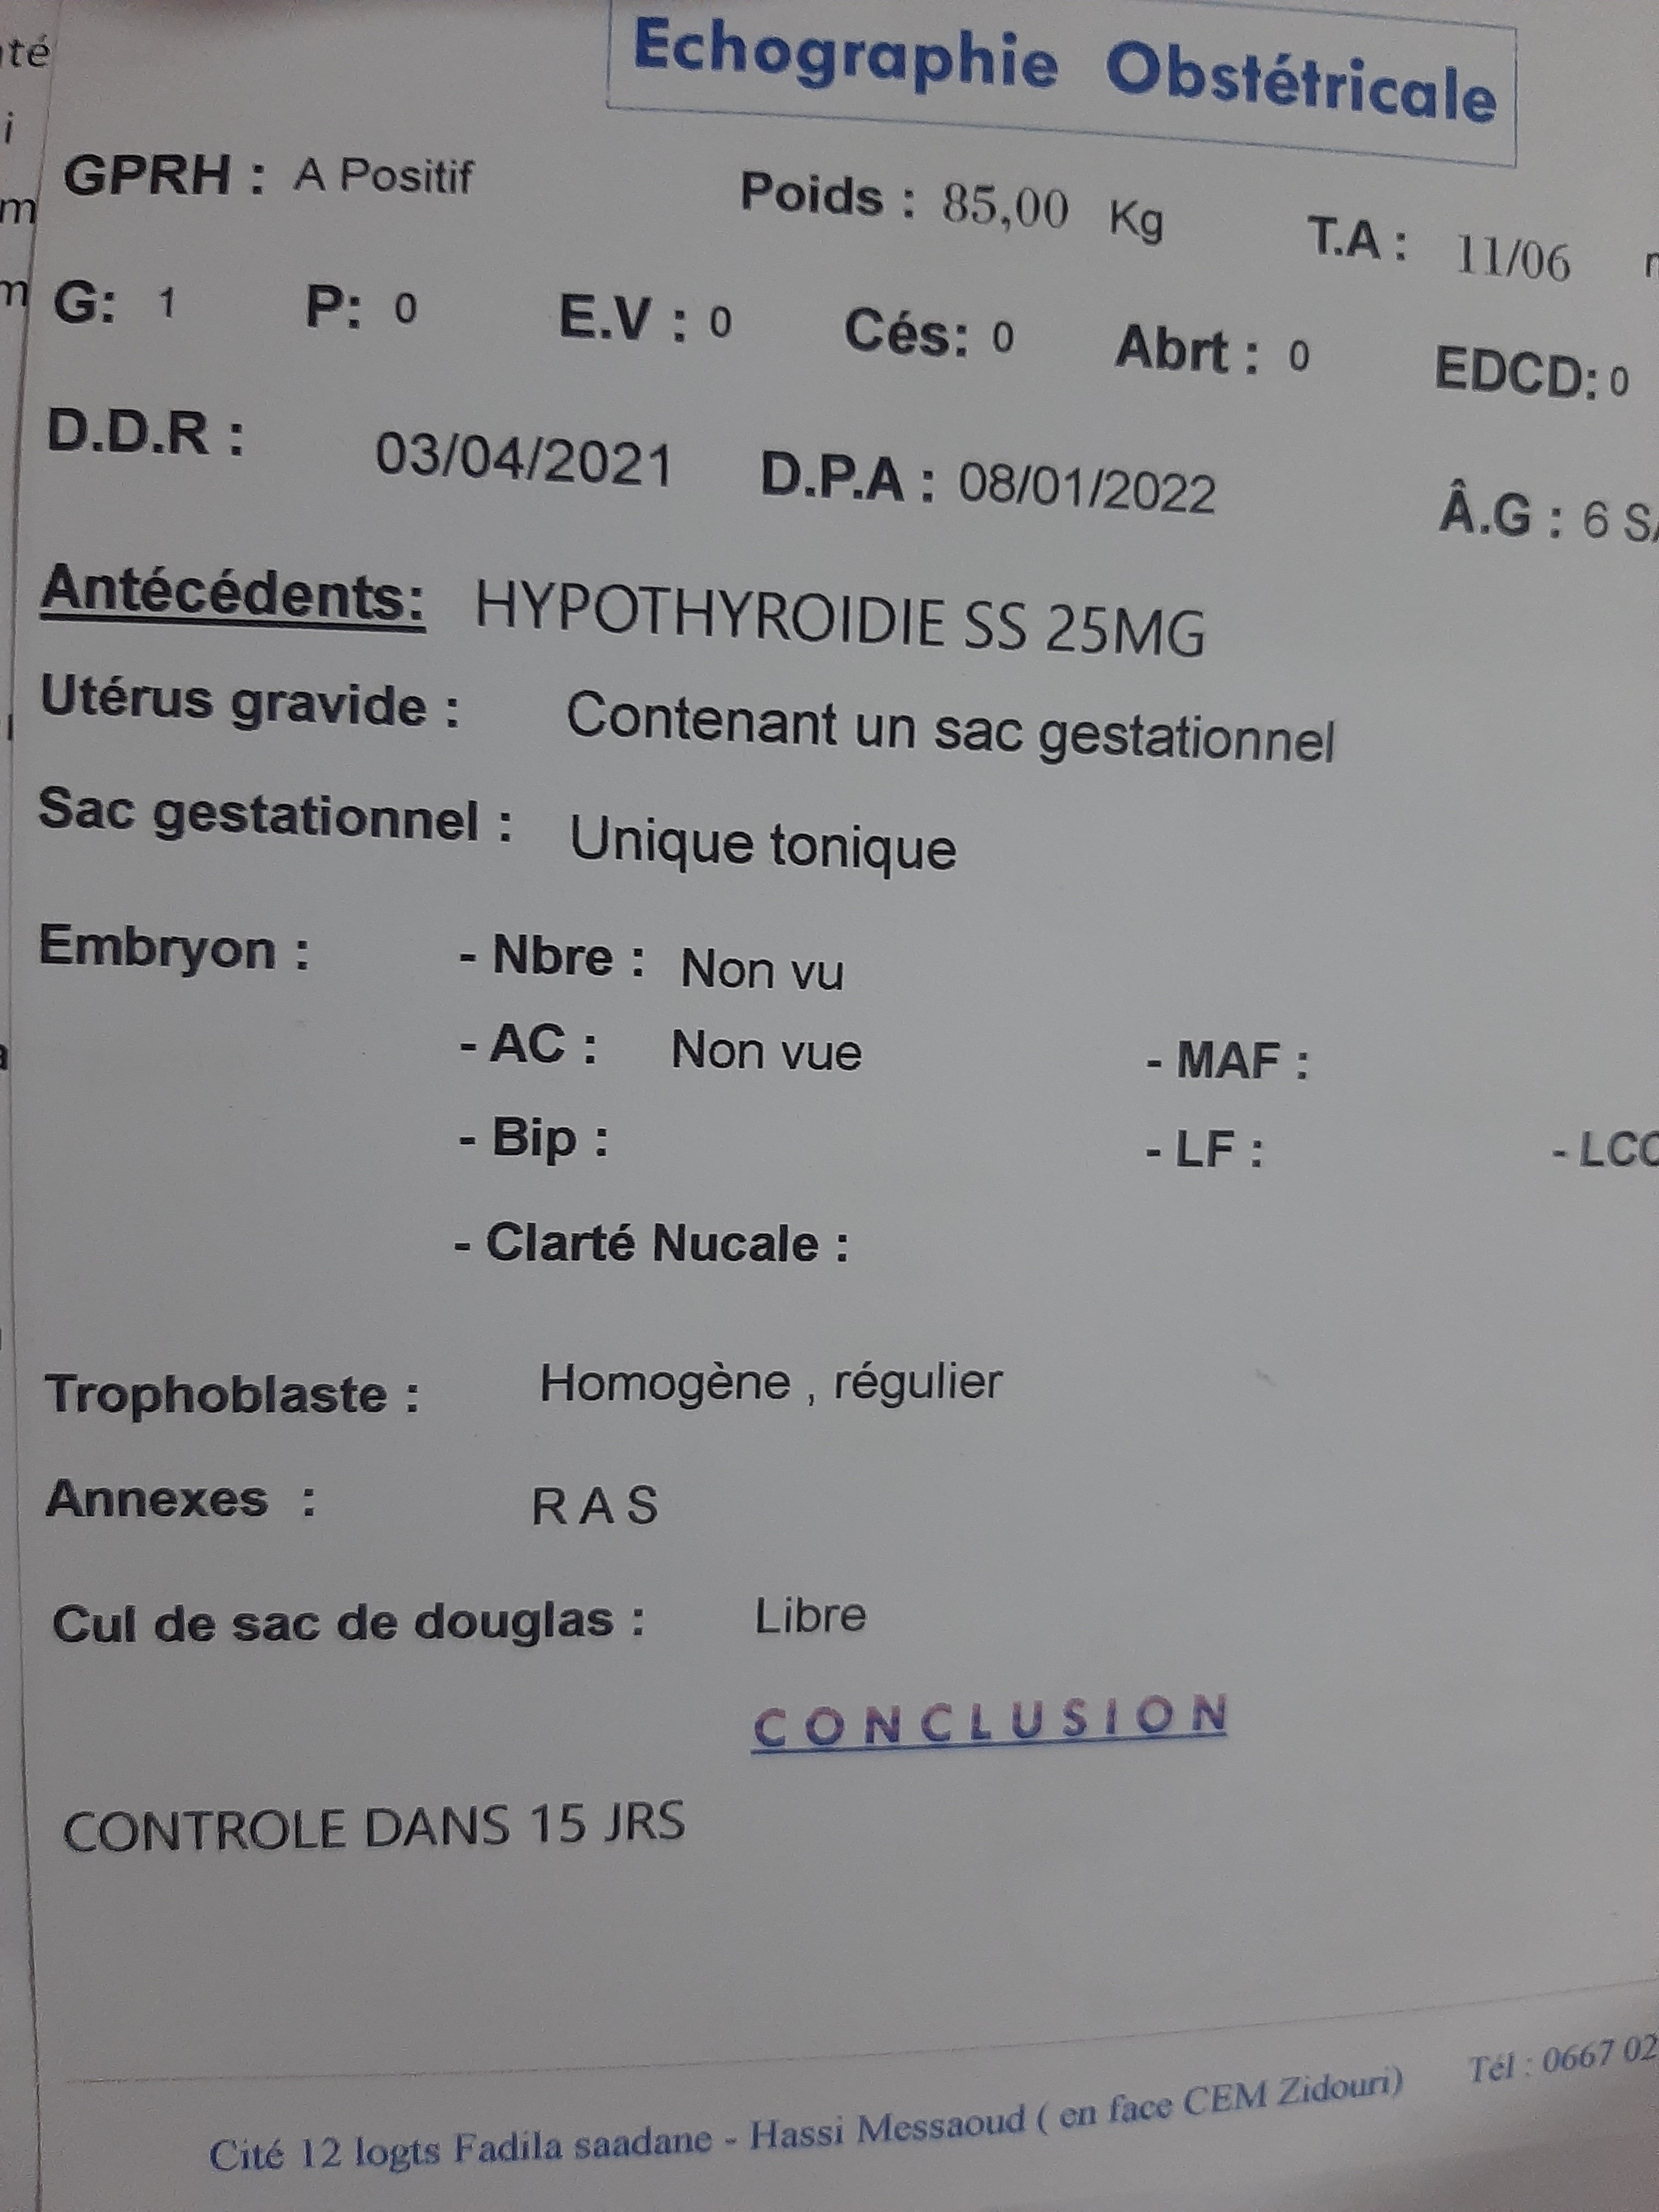 Echographie Obstétricale
GPRH : A Positif Poids : 85,00 Kg T.A : 11/06
G: 1 P: 0 E.V : 0 Cés: 0 Abrt : 0 EDCD: 0
D.D.R : 03/04/2021 D.P.A : 08/01/2022 Â.G : 6
Antécédents: HYPOTHYROIDIE SS 25MG
Utérus gravide : Contenant un sac gestationnel
Sac gestationnel : Unique tonique
Embryon : - Nbre : Non vu
- AC : Non vue - MAF :
- Bip : - LF :
- Clarté Nucale :
Trophoblaste : Homogène , régulier
Annexes : R A S
Cul de sac de douglas : Libre
CONCLUSION
CONTROLE DANS 15 JRS
Cité 12 logts Fadila saadane - Hassi Messaoud ( en face CEM Zidouri) Tél : 0667 02